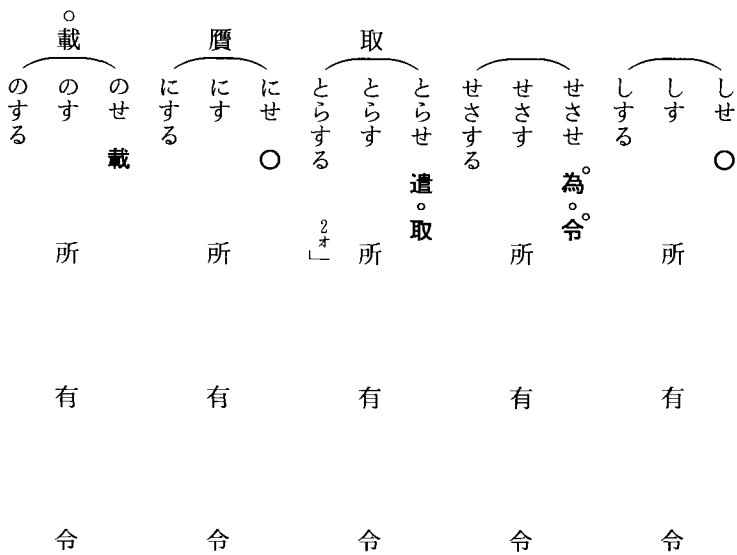 しせ ○
しす 所 有 令
しする
せさせ 為°。令°
せさす 所 有 令
せさする
取
とらせ 遣。取
とらす 所 有 令
とらする 2オ」
贋
にせ ○
にす 所 有 令
にする
。載
のせ 載
のす 所 有 令
のする